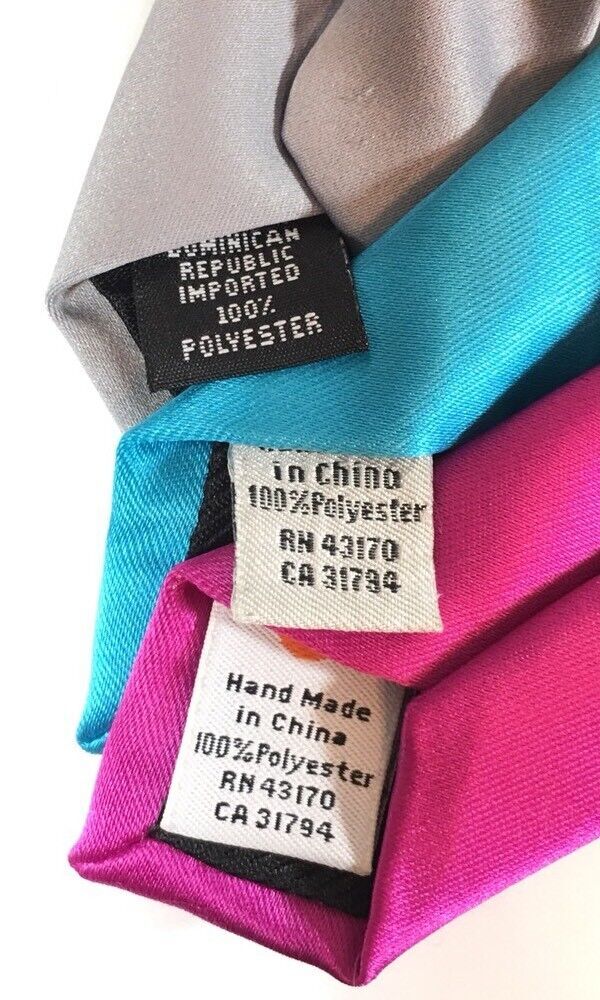 DOMINICAN
REPUBLIC
IMPORTED
100%
POLYESTER
in China
100%Polyester
RN 43170
CA 31794
Hand Made
in China
100%Polyester
RN 43170
CA 31794